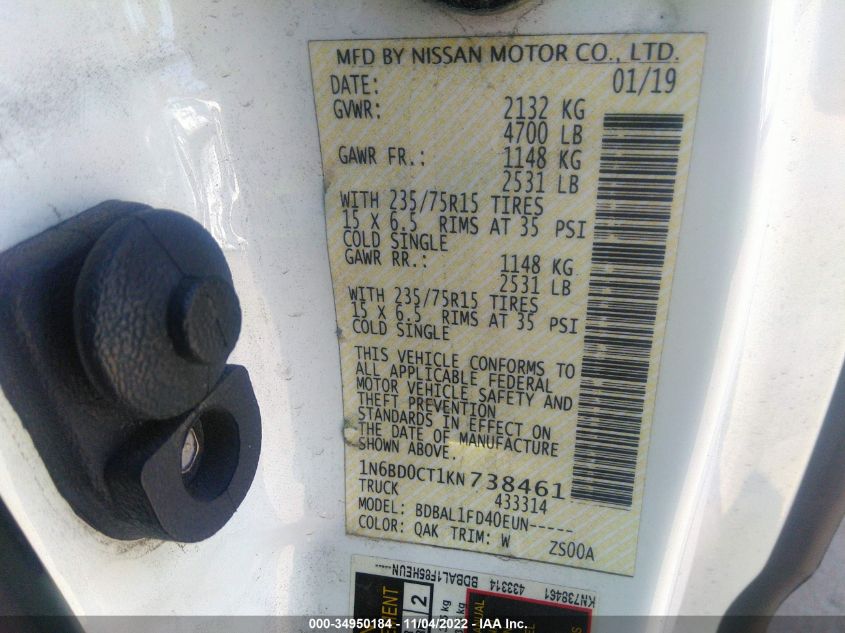 MFD BY NISSAN MOTOR CO., LTD.
DATE: 01/19
GVWR: 2132 KG
4700 LB
GAWR FR.: 1148 KG
2531 LB
WITH 235/75R15 TIRES
15 X 6.5 RIMS AT 35 PSI
COLD SINGLE
GAWR RR.: 1148 KG
2531 LB
WITH 235/75R15 TIRES
15 X 6.5 RIMS AT 35 PSI
COLD SINGLE
THIS VEHICLE CONFORMS TO
ALL APPLICABLE FEDERAL
MOTOR VEHICLE SAFETY AND
THEFT PREVENTION
STANDARDS IN EFFECT ON
THE DATE OF MANUFACTURE
SHOWN ABOVE.
1N6BD0CT1KN738461
TRUCK 433314
MODEL: BDBAL1FD40EUN-----
COLOR: QAK TRIM: W ZS00A
KN738461 433314 BDBAL1F85HEUN-----
2
000-34950184 - 11/04/2022 - IAA Inc.